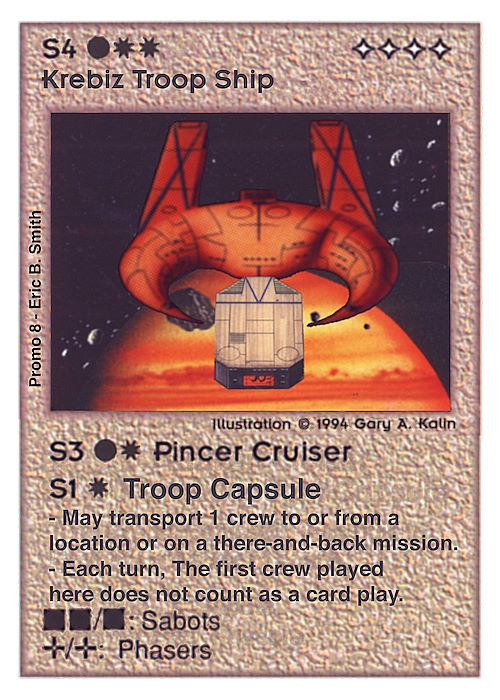 S4
Krebiz Troop Ship
Promo 8 - Eric B. Smith
Illustration © 1994 Gary A. Kalin
S3 Pincer Cruiser
S1 Troop Capsule
- May transport 1 crew to or from a
location or on a there-and-back mission.
- Each turn, The first crew played
here does not count as a card play.
: Sabots
: Phasers